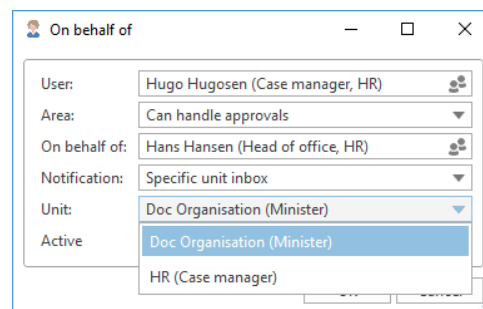 On behalf of
User: Hugo Hugosen (Case manager, HR)
Area: Can handle approvals
On behalf of: Hans Hansen (Head of office, HR)
Notification: Specific unit inbox
Unit: Doc Organisation (Minister)
Active Doc Organisation (Minister)
HR (Case manager)